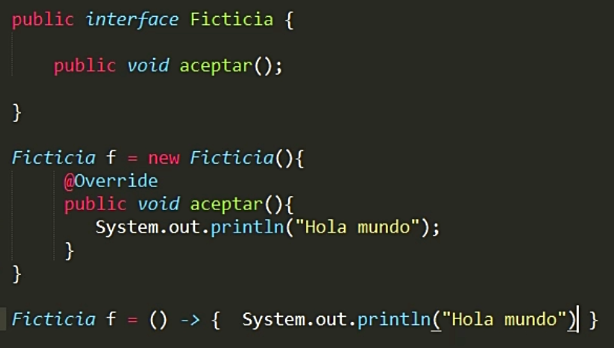 public interface Ficticia {
public void aceptar();
}
Ficticia f = new Ficticia(){
@Override
public void aceptar(){
System.out.println("Hola mundo");
}
}
Ficticia f = () -> {  System.out.println("Hola mundo") }